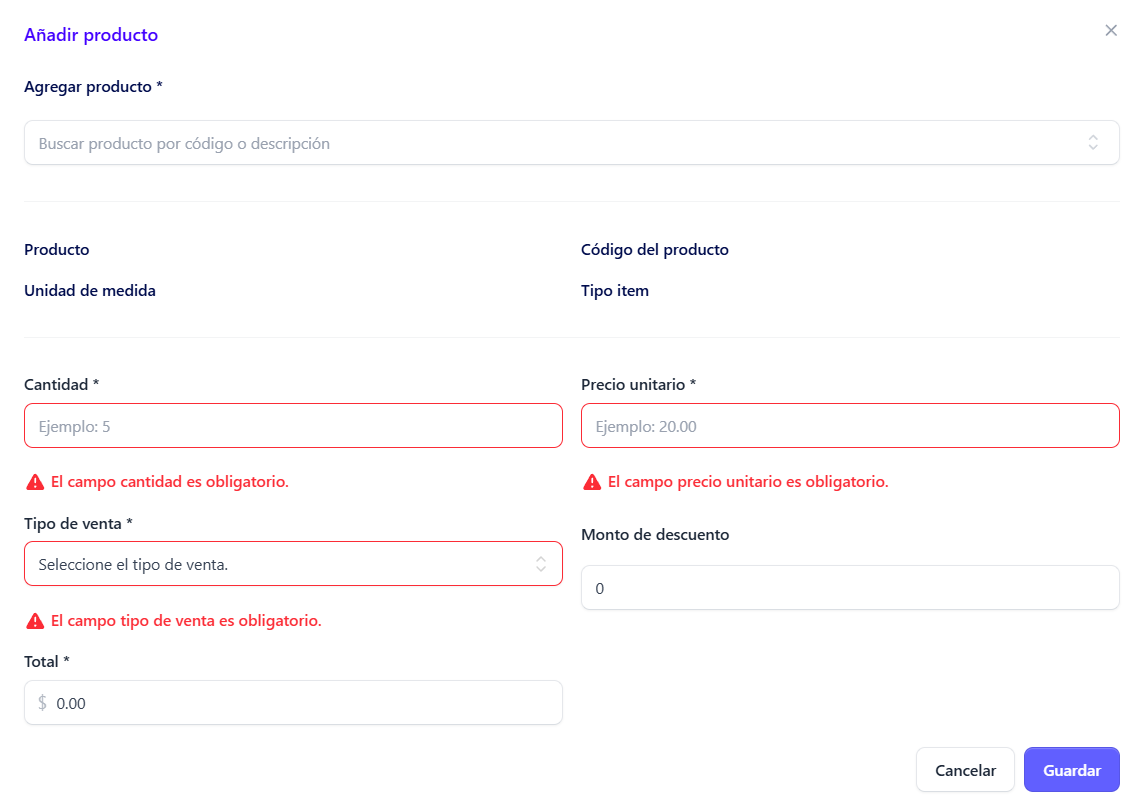 Añadir producto
Agregar producto *
Buscar producto por código o descripción
Producto
Código del producto
Unidad de medida
Tipo item
Cantidad *
Precio unitario *
Ejemplo: 5
Ejemplo: 20.00
El campo cantidad es obligatorio.
El campo precio unitario es obligatorio.
Tipo de venta *
Monto de descuento
Seleccione el tipo de venta.
0
El campo tipo de venta es obligatorio.
Total *
$ 0.00
Cancelar
Guardar